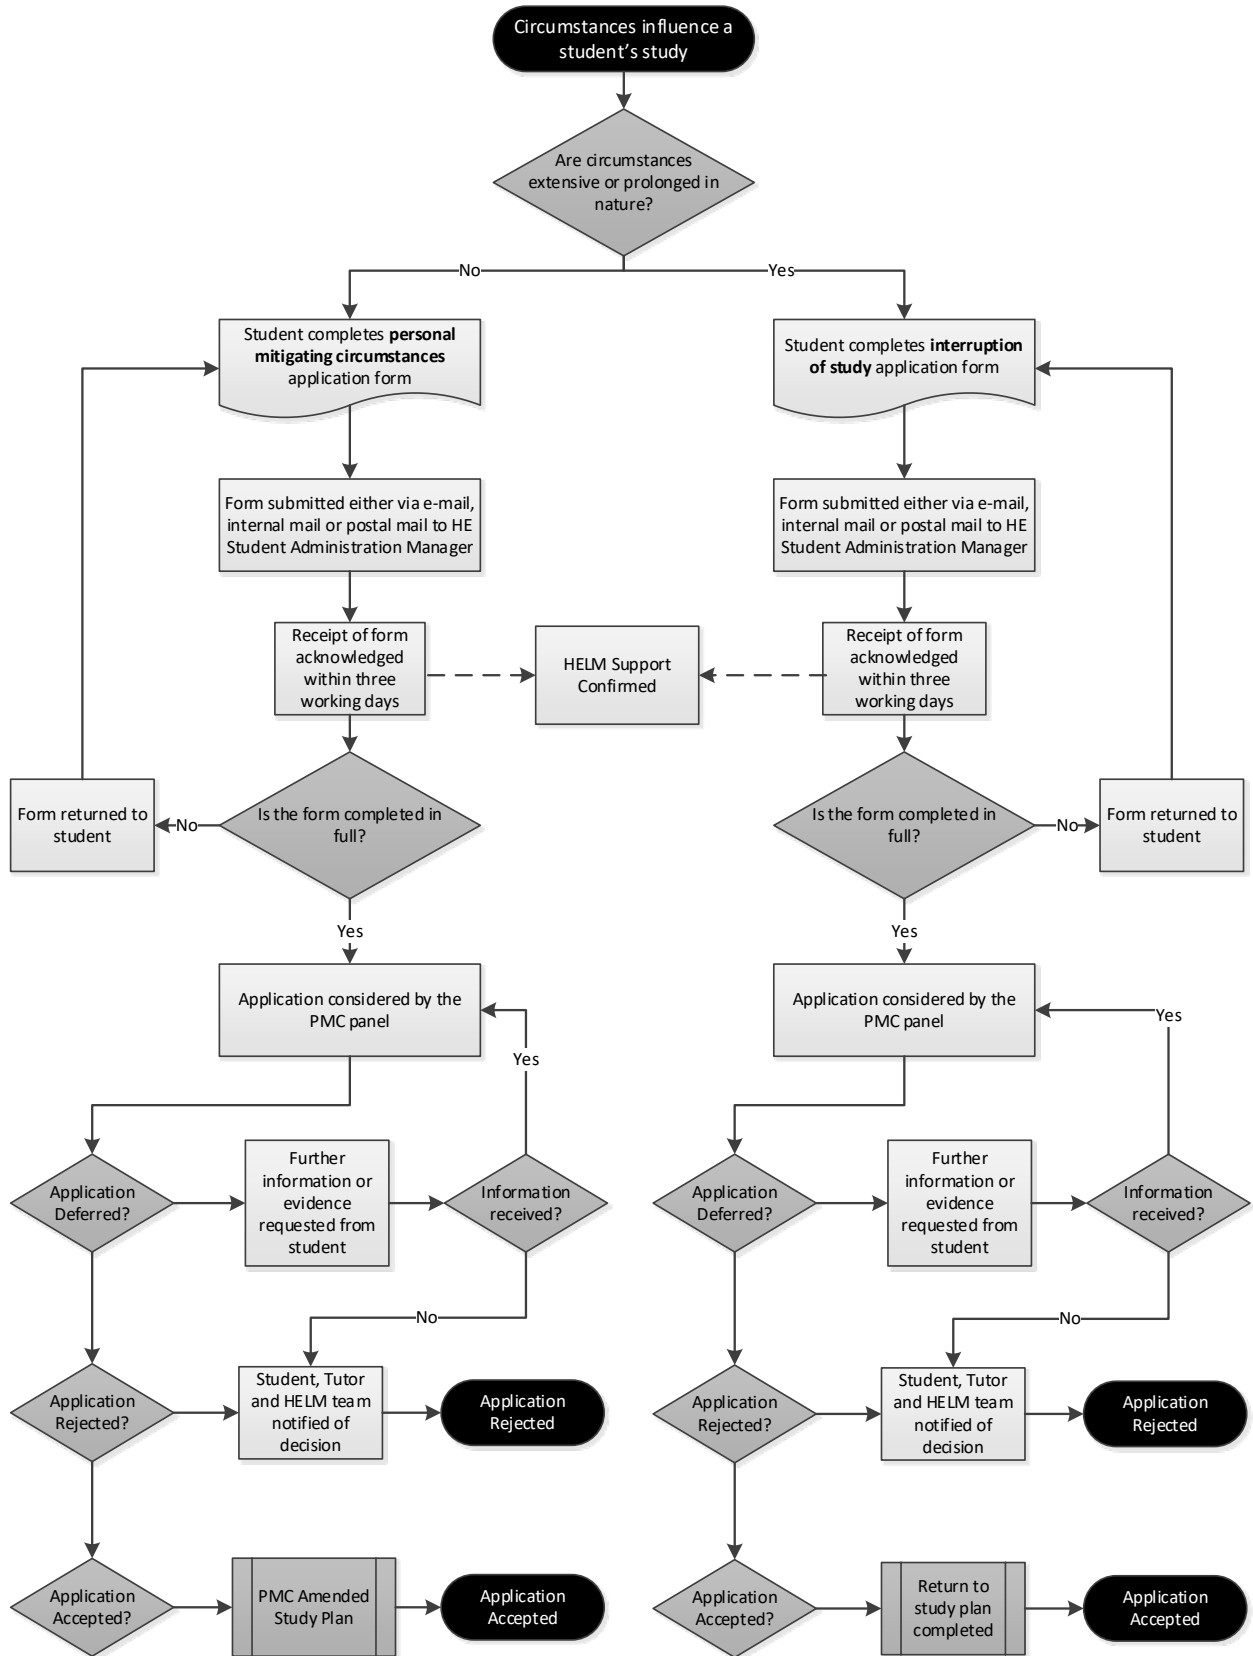 Circumstances influence a
student's study
Are circumstances
extensive or prolonged in
nature?
No
Yes
Student completes personal
mitigating circumstances
application form
Student completes interruption
of study application form
Form submitted either via e-mail,
internal mail or postal mail to HE
Student Administration Manager
Form submitted either via e-mail,
internal mail or postal mail to HE
Student Administration Manager
Receipt of form
acknowledged
within three
working days
HELM Support
Confirmed
Receipt of form
acknowledged
within three
working days
Form returned to
student
No
Is the form completed in
full?
Is the form completed in
full?
No
Form returned to
student
Yes
Yes
Application considered by the
PMC panel
Yes
Application considered by the
PMC panel
Yes
Application
Deferred?
Further
information or
evidence
requested from
student
Information
received?
Application
Deferred?
Further
information or
evidence
requested from
student
Information
received?
No
No
Application
Rejected?
Student, Tutor
and HELM team
notified of
decision
Application
Rejected
Application
Rejected?
Student, Tutor
and HELM team
notified of
decision
Application
Rejected
Application
Accepted?
PMC Amended
Study Plan
Application
Accepted
Application
Accepted?
Return to
study plan
completed
Application
Accepted